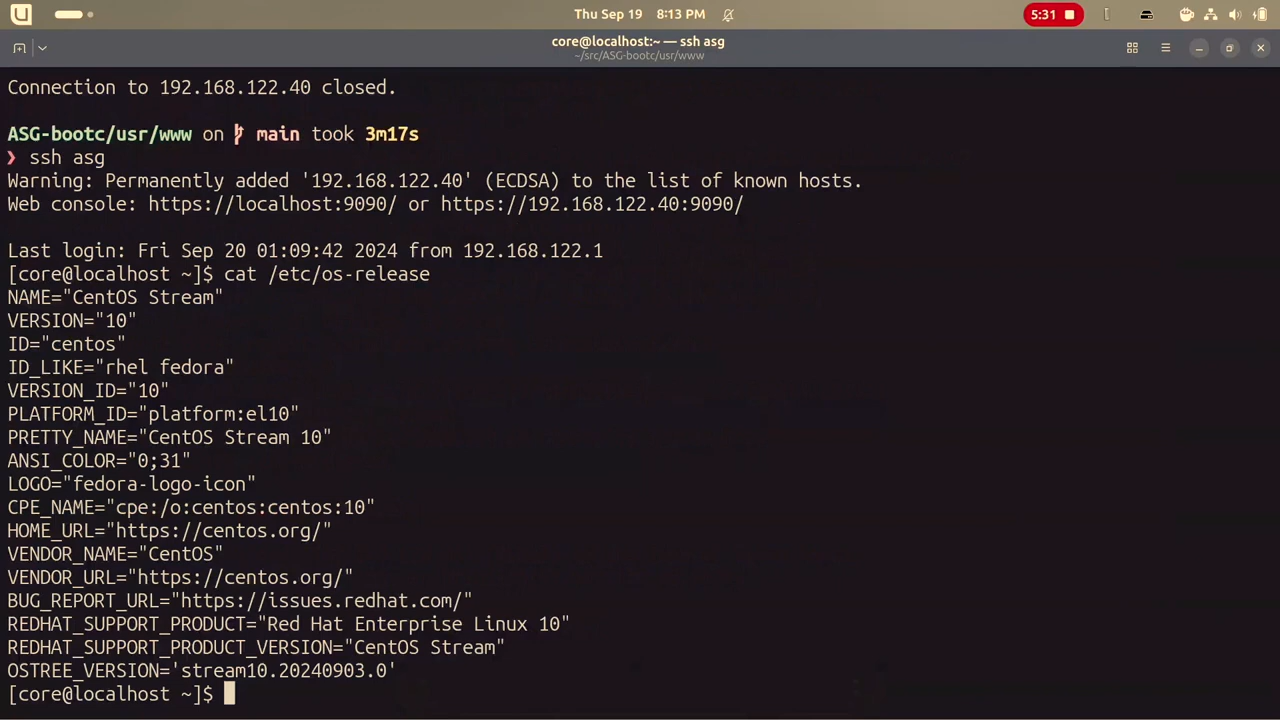 Thu Sep 19 8:13 PM
5:31
core@localhost:~ — ssh asg
~/src/ASG-bootc/usr/www
Connection to 192.168.122.40 closed.
ASG-bootc/usr/www on main took 3m17s
❯ ssh asg
Warning: Permanently added '192.168.122.40' (ECDSA) to the list of known hosts.
Web console: https://localhost:9090/ or https://192.168.122.40:9090/
Last login: Fri Sep 20 01:09:42 2024 from 192.168.122.1
[core@localhost ~]$ cat /etc/os-release
NAME="CentOS Stream"
VERSION="10"
ID="centos"
ID_LIKE="rhel fedora"
VERSION_ID="10"
PLATFORM_ID="platform:el10"
PRETTY_NAME="CentOS Stream 10"
ANSI_COLOR="0;31"
LOGO="fedora-logo-icon"
CPE_NAME="cpe:/o:centos:centos:10"
HOME_URL="https://centos.org/"
VENDOR_NAME="CentOS"
VENDOR_URL="https://centos.org/"
BUG_REPORT_URL="https://issues.redhat.com/"
REDHAT_SUPPORT_PRODUCT="Red Hat Enterprise Linux 10"
REDHAT_SUPPORT_PRODUCT_VERSION="CentOS Stream"
OSTREE_VERSION='stream10.20240903.0'
[core@localhost ~]$